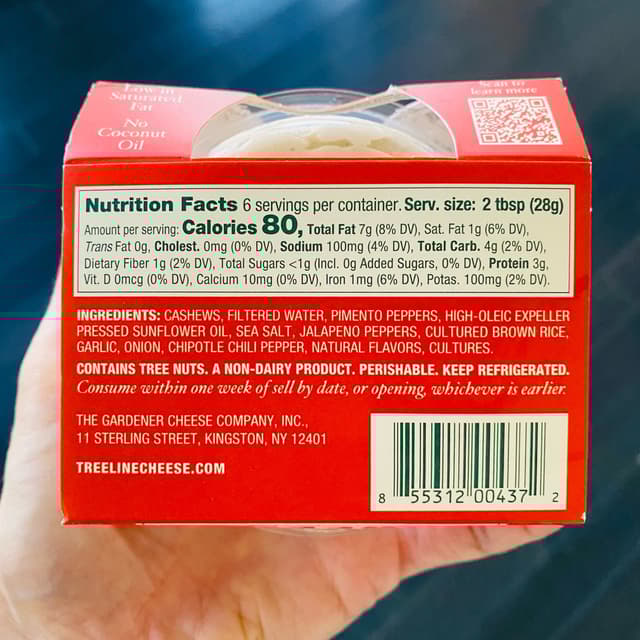 Low in
Saturated
Fat
No
Coconut
Oil
Scan to
learn more
Nutrition Facts 6 servings per container. Serv. size: 2 tbsp (28g)
Amount per serving: Calories 80, Total Fat 7g (8% DV), Sat. Fat 1g (6% DV),
Trans Fat 0g, Cholest. 0mg (0% DV), Sodium 100mg (4% DV), Total Carb. 4g (2% DV),
Dietary Fiber 1g (2% DV), Total Sugars <1g (Incl. 0g Added Sugars, 0% DV), Protein 3g,
Vit. D 0mcg (0% DV), Calcium 10mg (0% DV), Iron 1mg (6% DV), Potas. 100mg (2% DV).
INGREDIENTS: CASHEWS, FILTERED WATER, PIMENTO PEPPERS, HIGH-OLEIC EXPELLER
PRESSED SUNFLOWER OIL, SEA SALT, JALAPENO PEPPERS, CULTURED BROWN RICE,
GARLIC, ONION, CHIPOTLE CHILI PEPPER, NATURAL FLAVORS, CULTURES.
CONTAINS TREE NUTS. A NON-DAIRY PRODUCT. PERISHABLE. KEEP REFRIGERATED.
Consume within one week of sell by date, or opening, whichever is earlier.
THE GARDENER CHEESE COMPANY, INC.,
11 STERLING STREET, KINGSTON, NY 12401
TREELINECHEESE.COM
8 55312 00437 2